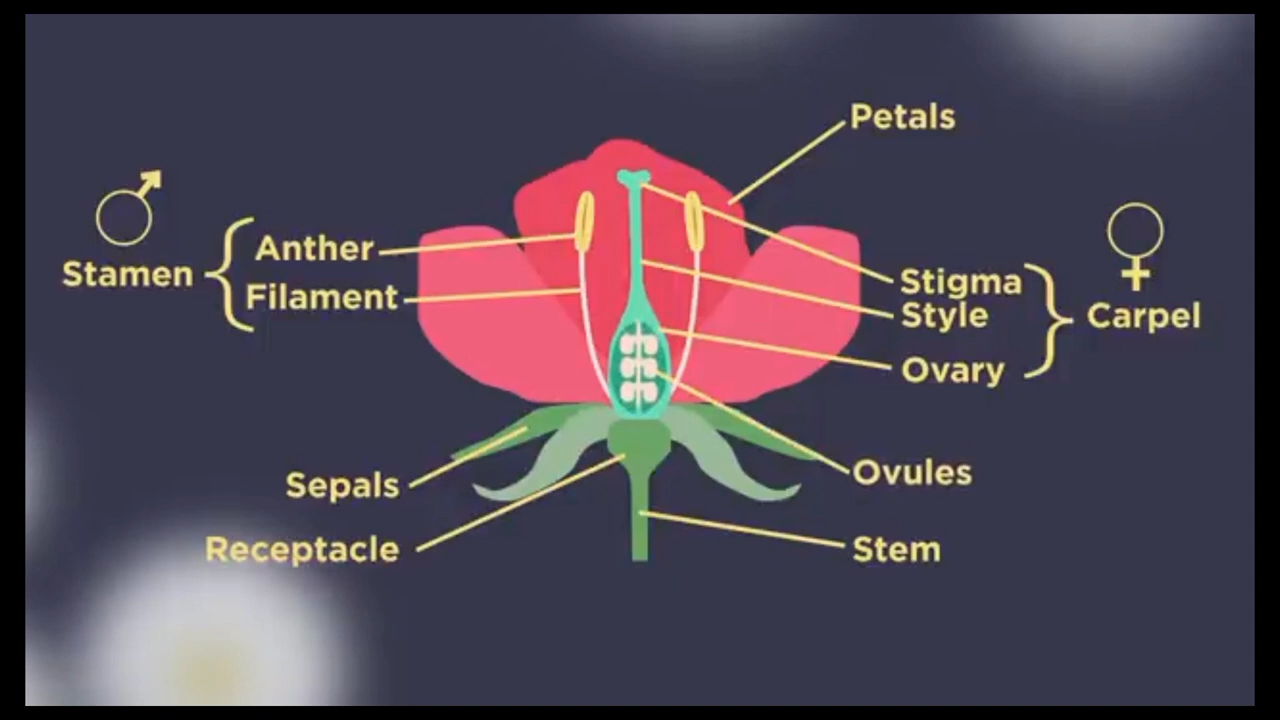 Petals
Anther
Filament
Stamen
Stigma
Style
Ovary
Carpel
Sepals
Ovules
Receptacle
Stem